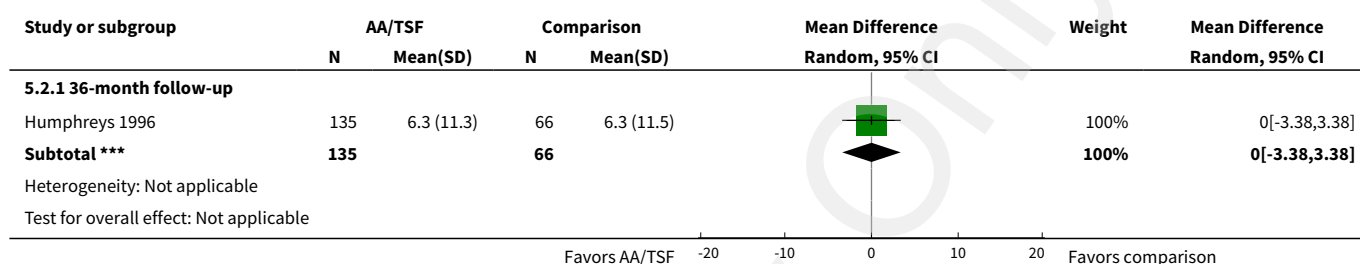 Study or subgroup AA/TSF Comparison Mean Difference Weight Mean Difference
N Mean(SD) N Mean(SD) Random, 95% CI Random, 95% CI
5.2.1 36-month follow-up
Humphreys 1996 135 6.3 (11.3) 66 6.3 (11.5) 100% 0[-3.38,3.38]
Subtotal *** 135 66 100% 0[-3.38,3.38]
Heterogeneity: Not applicable
Test for overall effect: Not applicable
Favors AA/TSF -20 -10 0 10 20 Favors comparison